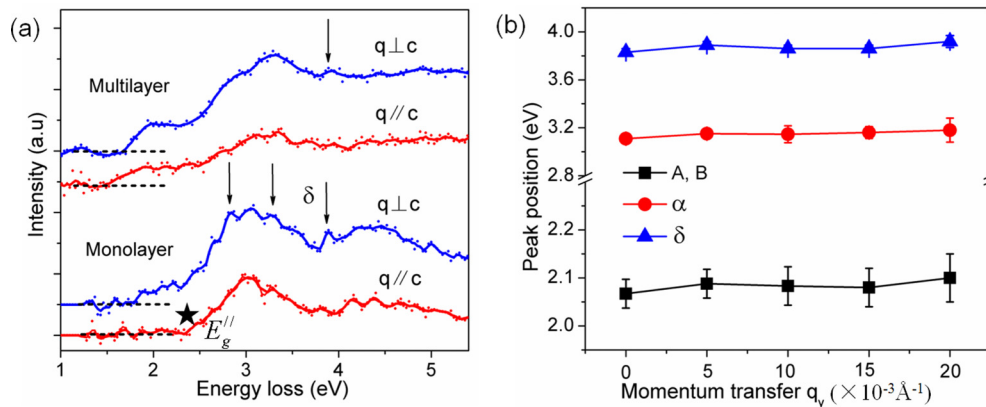 (a)
Intensity (a.u)
Multilayer
q⊥c
q//c
Monolayer
δ
q⊥c
q//c
★ E_g^//
1 2 3 4 5
Energy loss (eV)
(b)
Peak position (eV)
4.0
3.6
3.2
2.8
2.2
2.1
2.0
A, B
α
δ
0 5 10 15 20
Momentum transfer q_y (×10⁻³Å⁻¹)